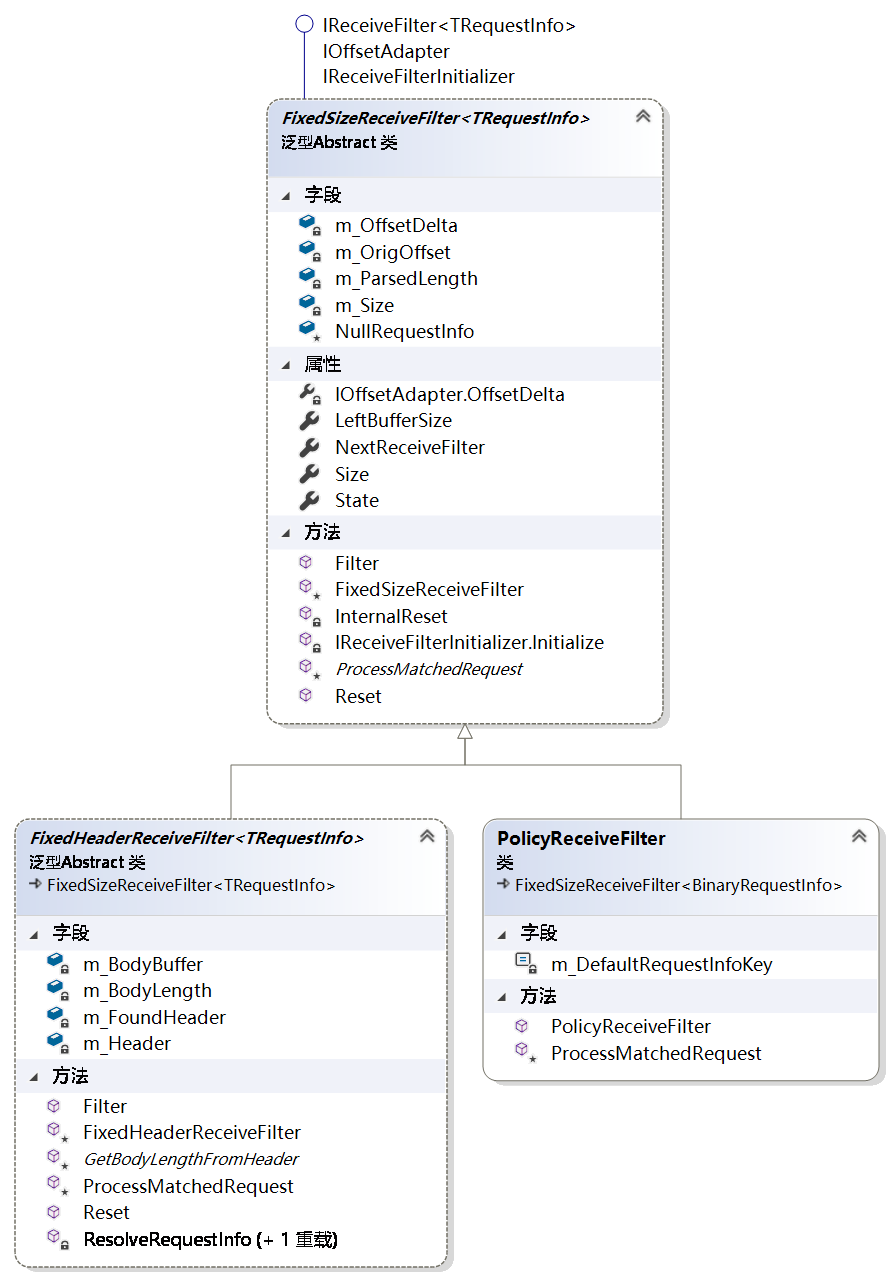 IReceiveFilter<TRequestInfo>
IOffsetAdapter
IReceiveFilterInitializer
FixedSizeReceiveFilter<TRequestInfo>
泛型Abstract 类
字段
m_OffsetDelta
m_OrigOffset
m_ParsedLength
m_Size
NullRequestInfo
属性
IOffsetAdapter.OffsetDelta
LeftBufferSize
NextReceiveFilter
Size
State
方法
Filter
FixedSizeReceiveFilter
InternalReset
IReceiveFilterInitializer.Initialize
ProcessMatchedRequest
Reset
FixedHeaderReceiveFilter<TRequestInfo>
泛型Abstract 类
FixedSizeReceiveFilter<TRequestInfo>
字段
m_BodyBuffer
m_BodyLength
m_FoundHeader
m_Header
方法
Filter
FixedHeaderReceiveFilter
GetBodyLengthFromHeader
ProcessMatchedRequest
Reset
ResolveRequestInfo (+ 1 重载)
PolicyReceiveFilter
类
FixedSizeReceiveFilter<BinaryRequestInfo>
字段
m_DefaultRequestInfoKey
方法
PolicyReceiveFilter
ProcessMatchedRequest